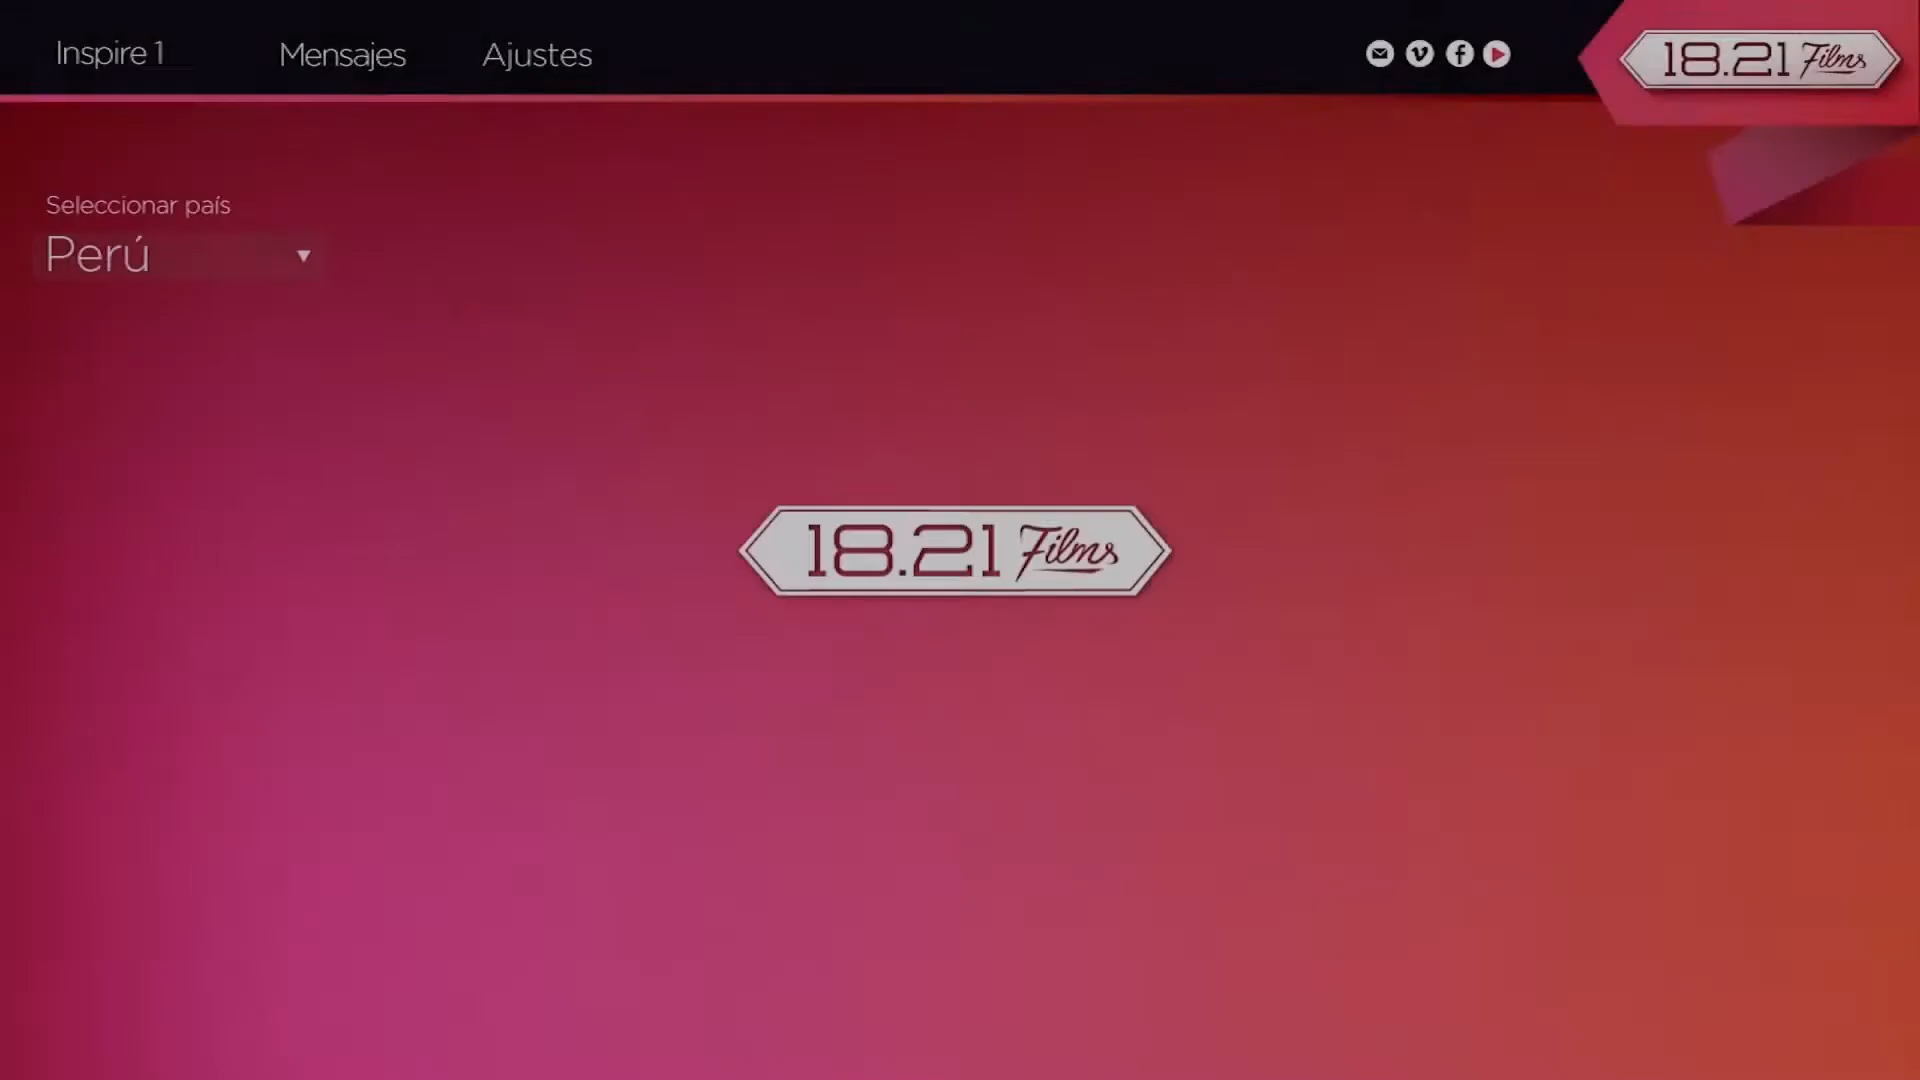 Inspire 1 Mensajes Ajustes
18.21 Films
Seleccionar país
Perú
18.21 Films